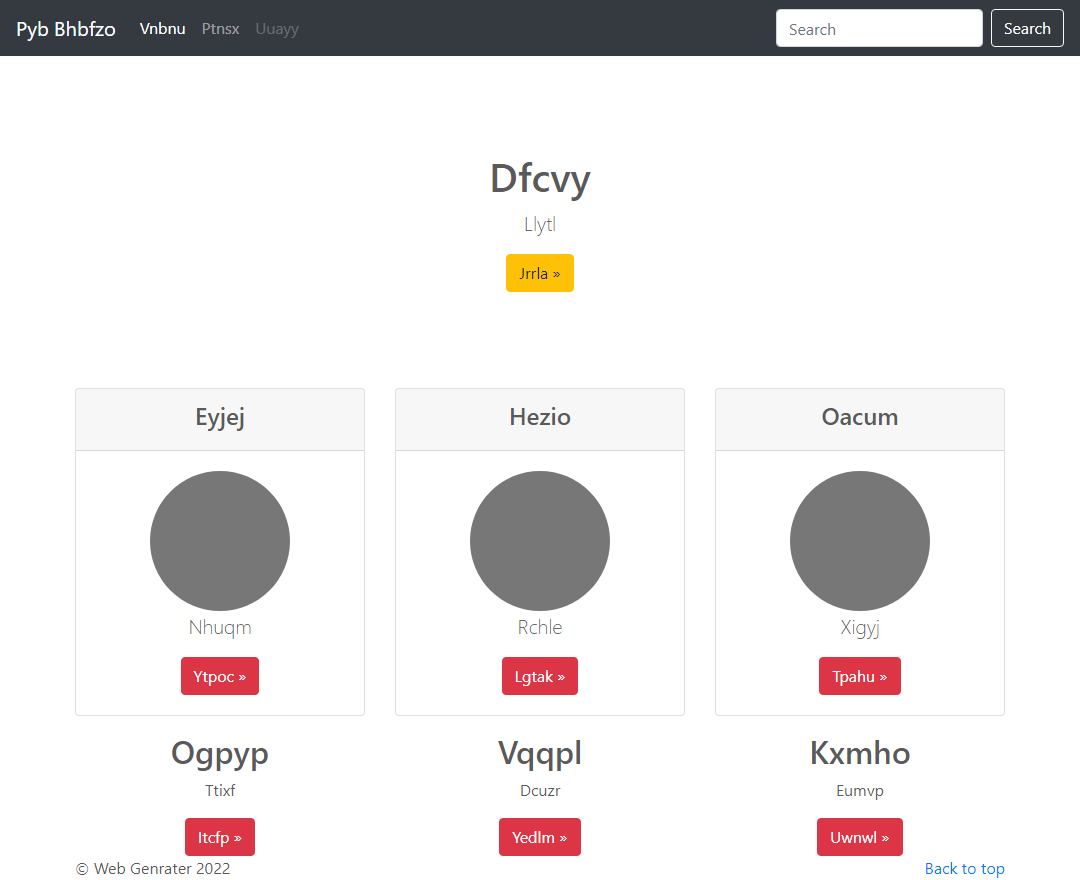 Pyb Bhbfzo Vnbnu Ptnsx Uuayy Search Search
Dfcvy
Llytl
Jrrla »
Eyjej Hezio Oacum
Nhuqm Rchle Xigyj
Ytpoc » Lgtak » Tpahu »
Ogpyp Vqqpl Kxmho
Ttixf Dcuzr Eumvp
Itcfp » Yedlm » Uwnwl »
© Web Genrater 2022 Back to top